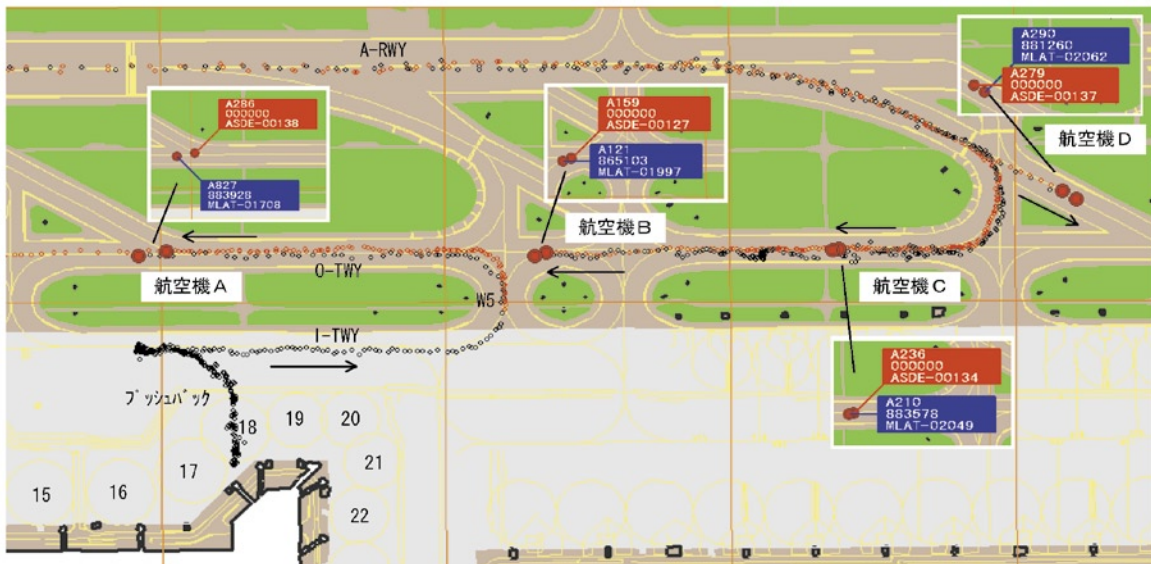 A-RWY
A290
881260
MLAT-02062
A279
000000
ASDE-00137
航空機D
A286
000000
ASDE-00138
A827
883928
MLAT-01708
A159
000000
ASDE-00127
A121
865103
MLAT-01997
航空機B
航空機A
O-TWY
W5
航空機C
I-TWY
プッシュバック
A236
000000
ASDE-00134
A210
883578
MLAT-02049
15
16
17
18
19
20
21
22